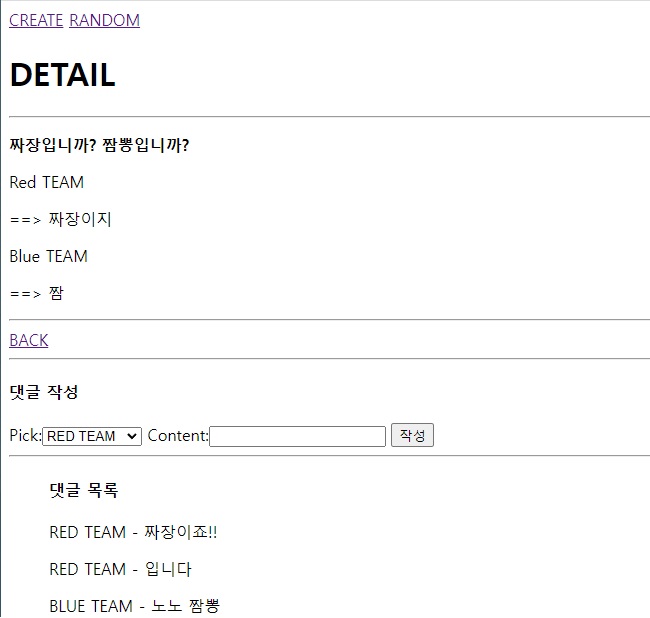 CREATE RANDOM
DETAIL
짜장입니까? 짬뽕입니까?
Red TEAM
==> 짜장이지
Blue TEAM
==> 짬
BACK
댓글 작성
Pick: RED TEAM Content: 작성
댓글 목록
RED TEAM - 짜장이죠!!
RED TEAM - 입니다
BLUE TEAM - 노노 짬뽕